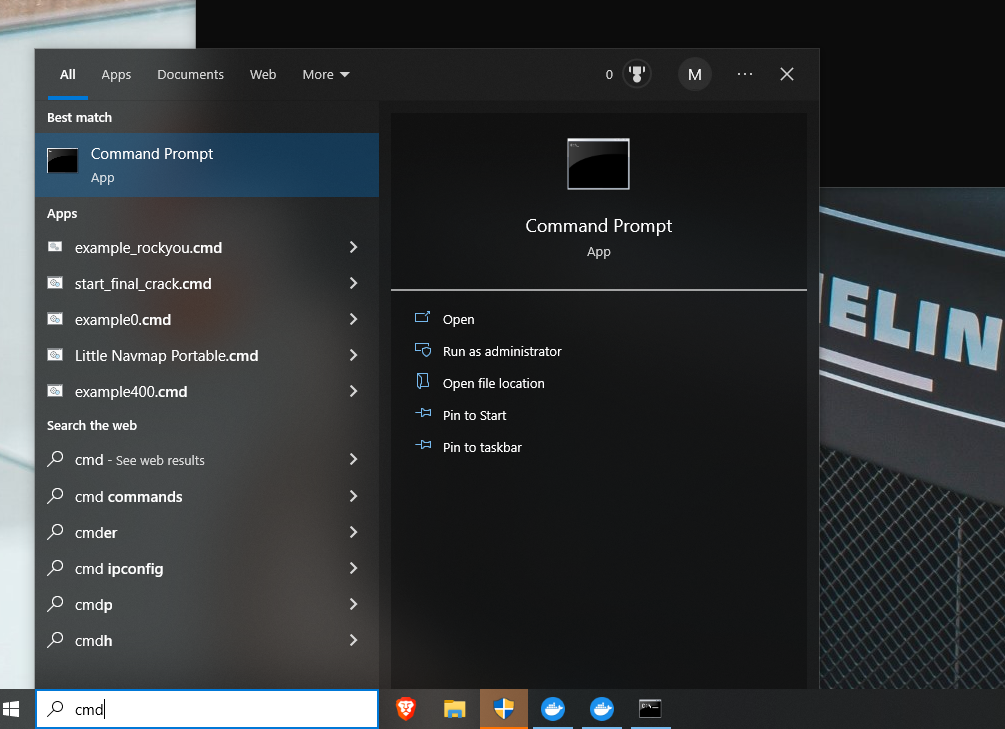 All Apps Documents Web More 0 M ...
Best match
Command Prompt
App
Apps
example_rockyou.cmd
start_final_crack.cmd
example0.cmd
Little Navmap Portable.cmd
example400.cmd
Search the web
cmd - See web results
cmd commands
cmder
cmd ipconfig
cmdp
cmdh
cmd
Command Prompt
App
Open
Run as administrator
Open file location
Pin to Start
Pin to taskbar